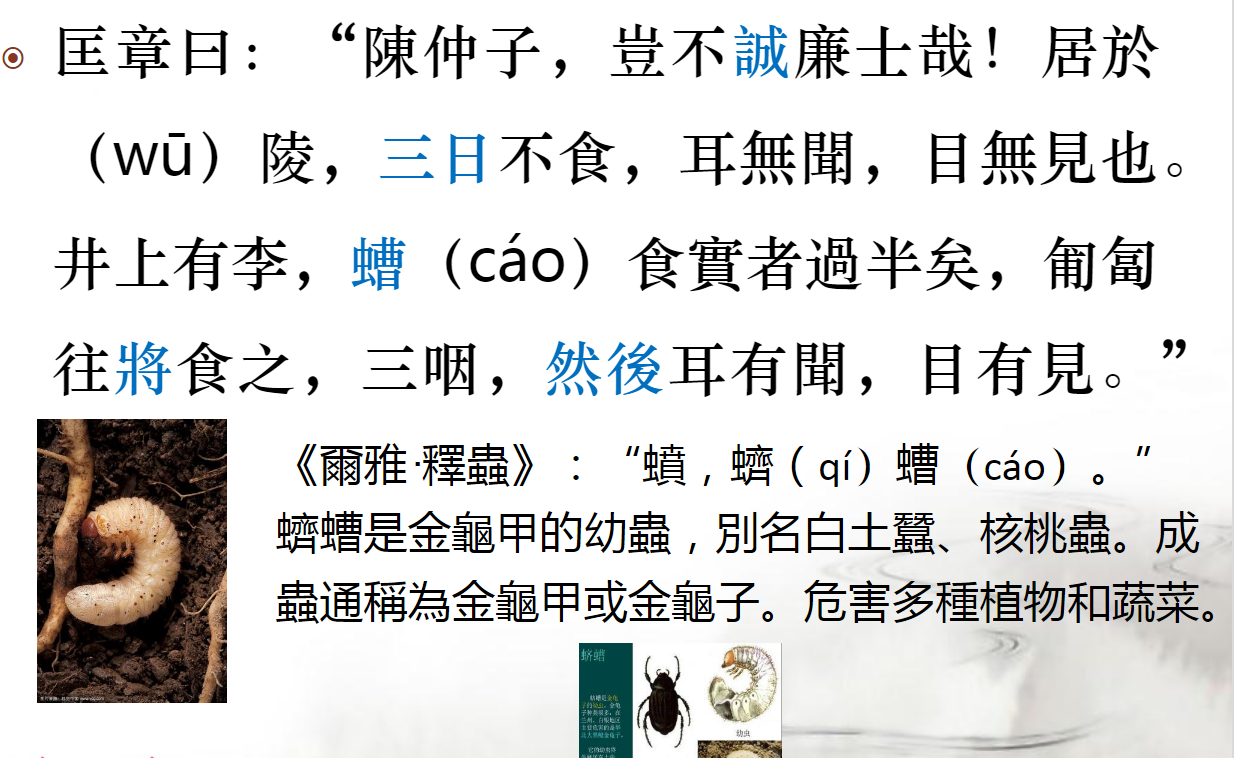 匡章曰：“陳仲子，豈不誠廉士哉！居於
（wū）陵，三日不食，耳無聞，目無見也。
井上有李，螬（cáo）食實者過半矣，匍匐
往將食之，三咽，然後耳有聞，目有見。”
《爾雅·釋蟲》：“蟦，蠐（qí）螬（cáo）。”
蠐螬是金龜甲的幼蟲，別名白土蠶、核桃蟲。成
蟲通稱為金龜甲或金龜子。危害多種植物和蔬菜。
蛴螬
幼虫